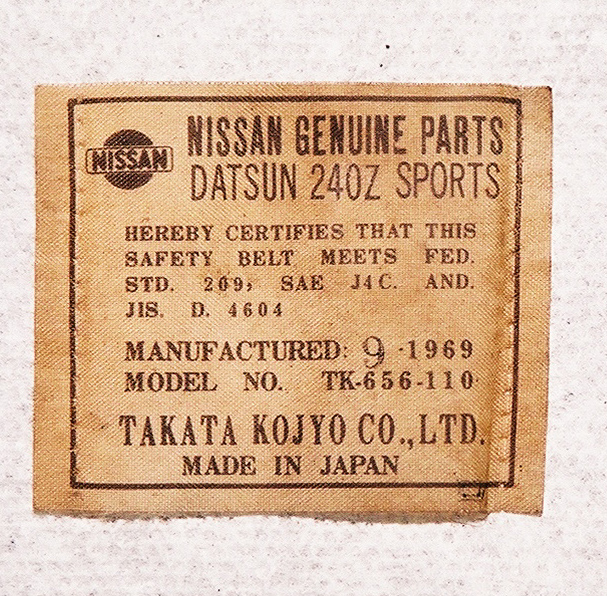 NISSAN
NISSAN GENUINE PARTS
DATSUN 240Z SPORTS
HEREBY CERTIFIES THAT THIS
SAFETY BELT MEETS FED.
STD. 209, SAE J4C. AND.
JIS. D. 4604
MANUFACTURED: 9 -1969
MODEL NO. TK-656-110
TAKATA KOJYO CO.,LTD.
MADE IN JAPAN